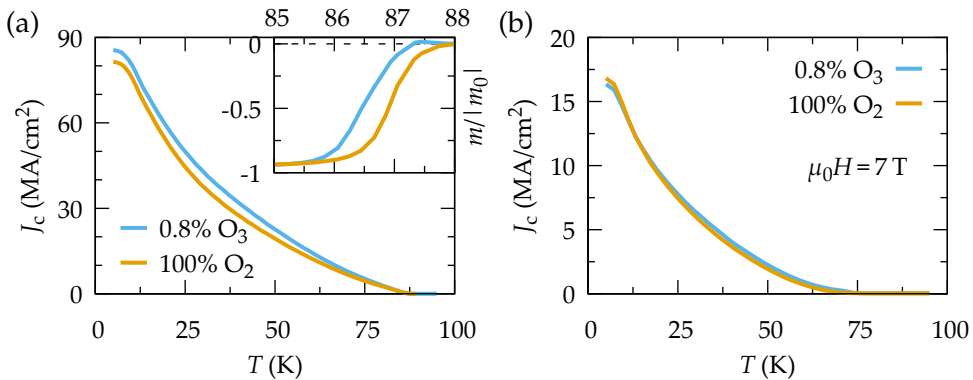 (a)
85 86 87 88
90
60
30
0
J_c (MA/cm²)
0
-0.5
-1
m/|m₀|
0.8% O₃
100% O₂
0 25 50 75 100
T (K)
(b)
20
15
10
5
0
J_c (MA/cm²)
0.8% O₃
100% O₂
μ₀H = 7 T
0 25 50 75 100
T (K)